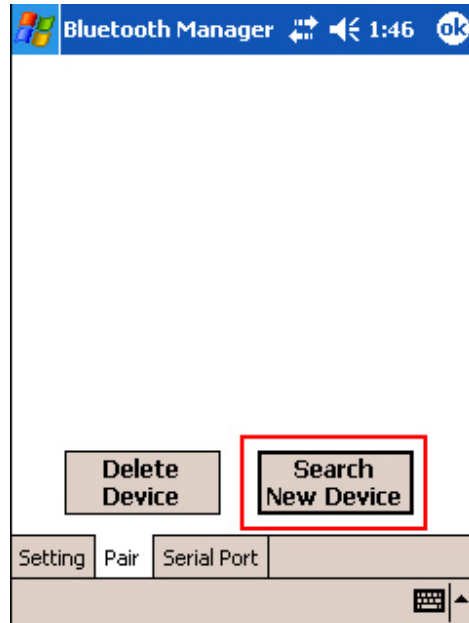 Bluetooth Manager 1:46 ok
Delete
Device
Search
New Device
Setting Pair Serial Port